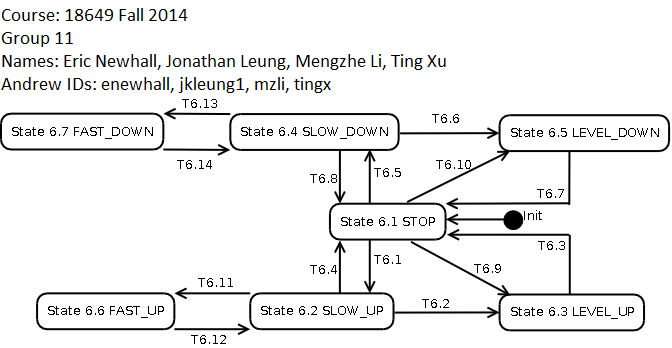 Course: 18649 Fall 2014
Group 11
Names: Eric Newhall, Jonathan Leung, Mengzhe Li, Ting Xu
Andrew IDs: enewhall, jkleung1, mzli, tingx
T6.13
T6.6
State 6.7 FAST_DOWN
State 6.4 SLOW_DOWN
State 6.5 LEVEL_DOWN
T6.14
T6.8
T6.5
T6.10
T6.7
State 6.1 STOP
Init
T6.3
T6.4
T6.1
T6.9
T6.11
T6.2
State 6.6 FAST_UP
State 6.2 SLOW_UP
State 6.3 LEVEL_UP
T6.12